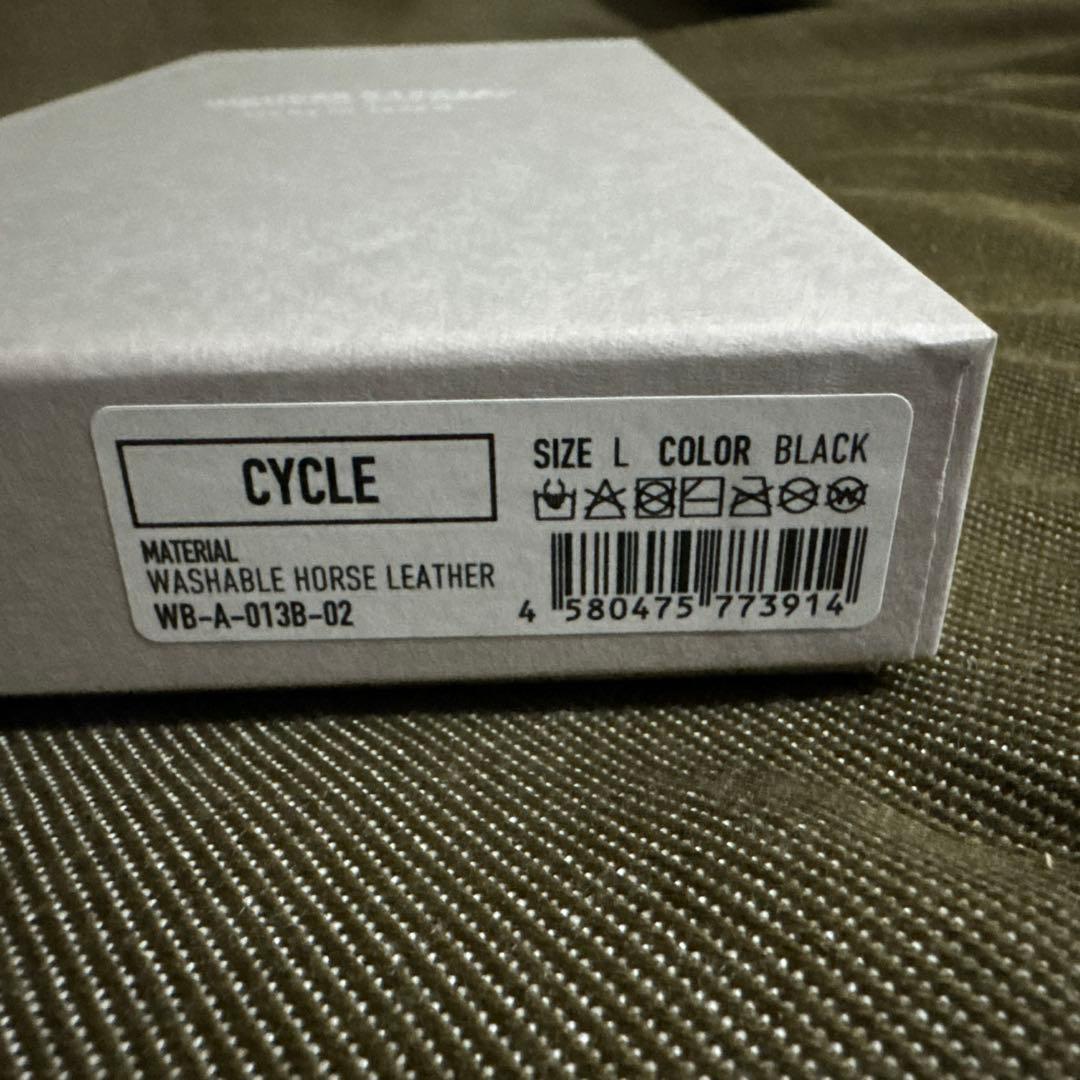 CYCLE
MATERIAL
WASHABLE HORSE LEATHER
WB-A-013B-02
SIZE L COLOR BLACK
4 580475 773914